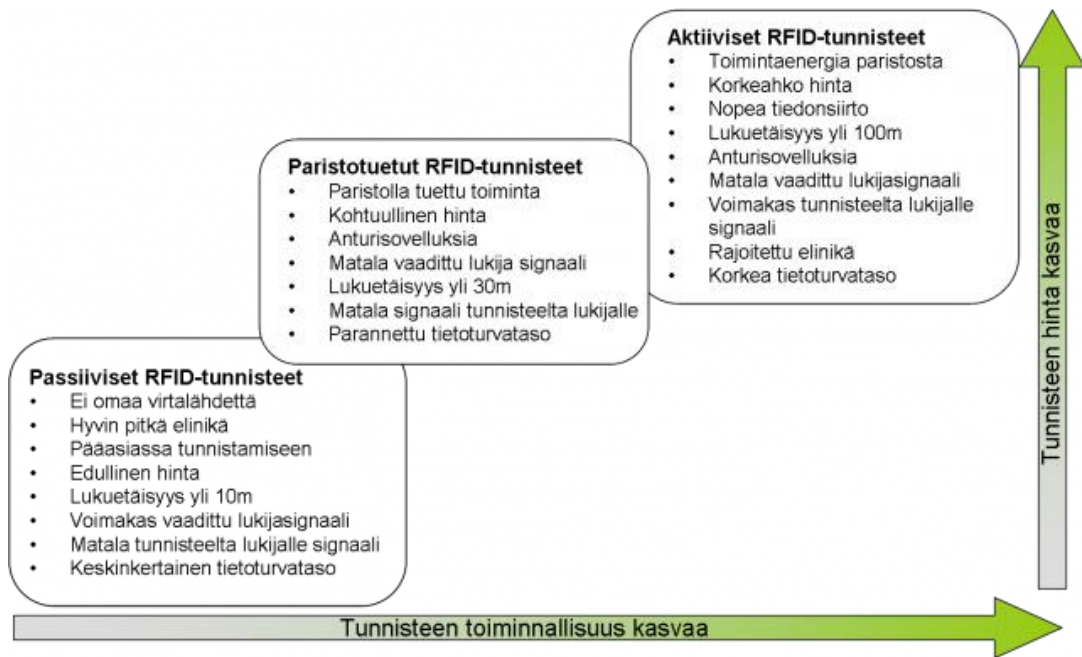 Aktiiviset RFID-tunnisteet
• Toimintaenergia paristosta
• Korkeahko hinta
• Nopea tiedonsiirto
• Lukuetäisyys yli 100m
• Anturisovelluksia
• Matala vaadittu lukijasignaali
• Voimakas tunnisteelta lukijalle
signaali
• Rajoitettu elinikä
• Korkea tietoturvataso
Paristotuetut RFID-tunnisteet
• Paristolla tuettu toiminta
• Kohtuullinen hinta
• Anturisovelluksia
• Matala vaadittu lukija signaali
• Lukuetäisyys yli 30m
• Matala signaali tunnisteelta lukijalle
• Parannettu tietoturvataso
Passiiviset RFID-tunnisteet
• Ei omaa virtalähdettä
• Hyvin pitkä elinikä
• Pääasiassa tunnistamiseen
• Edullinen hinta
• Lukuetäisyys yli 10m
• Voimakas vaadittu lukijasignaali
• Matala tunnisteelta lukijalle signaali
• Keskinkertainen tietoturvataso
Tunnisteen hinta kasvaa
Tunnisteen toiminnallisuus kasvaa